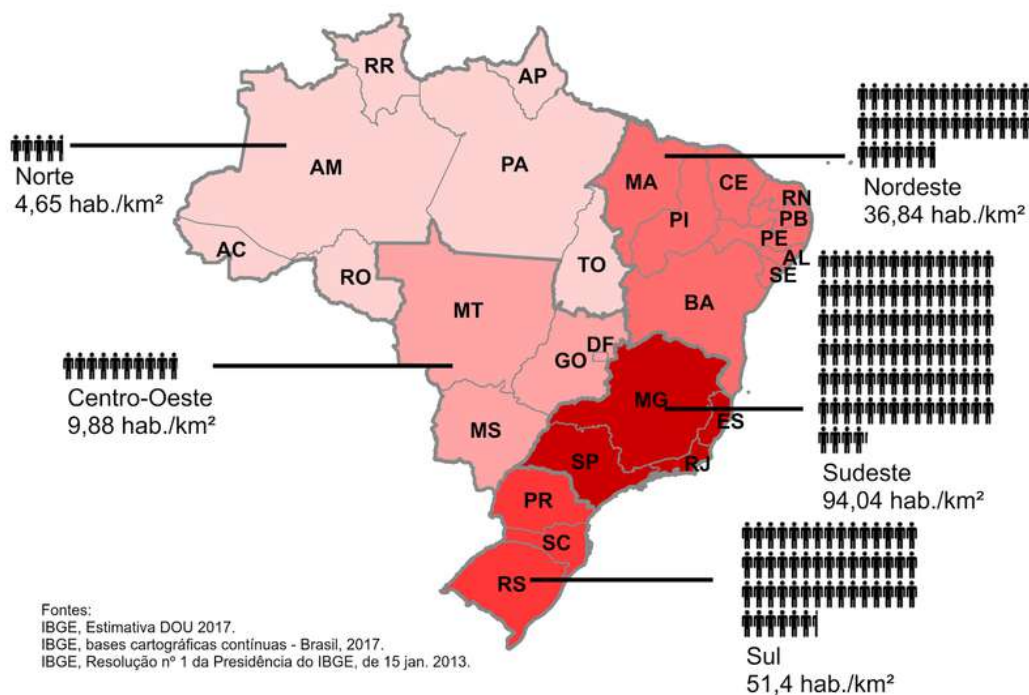 RR
AP
Norte
4,65 hab./km²
AM
PA
MA
CE
RN
PB
PI
PE
AL
SE
Nordeste
36,84 hab./km²
AC
RO
TO
BA
MT
DF
GO
Centro-Oeste
9,88 hab./km²
MG
ES
MS
SP
RJ
Sudeste
94,04 hab./km²
PR
SC
RS
Sul
51,4 hab./km²
Fontes:
IBGE, Estimativa DOU 2017.
IBGE, bases cartográficas contínuas - Brasil, 2017.
IBGE, Resolução nº 1 da Presidência do IBGE, de 15 jan. 2013.